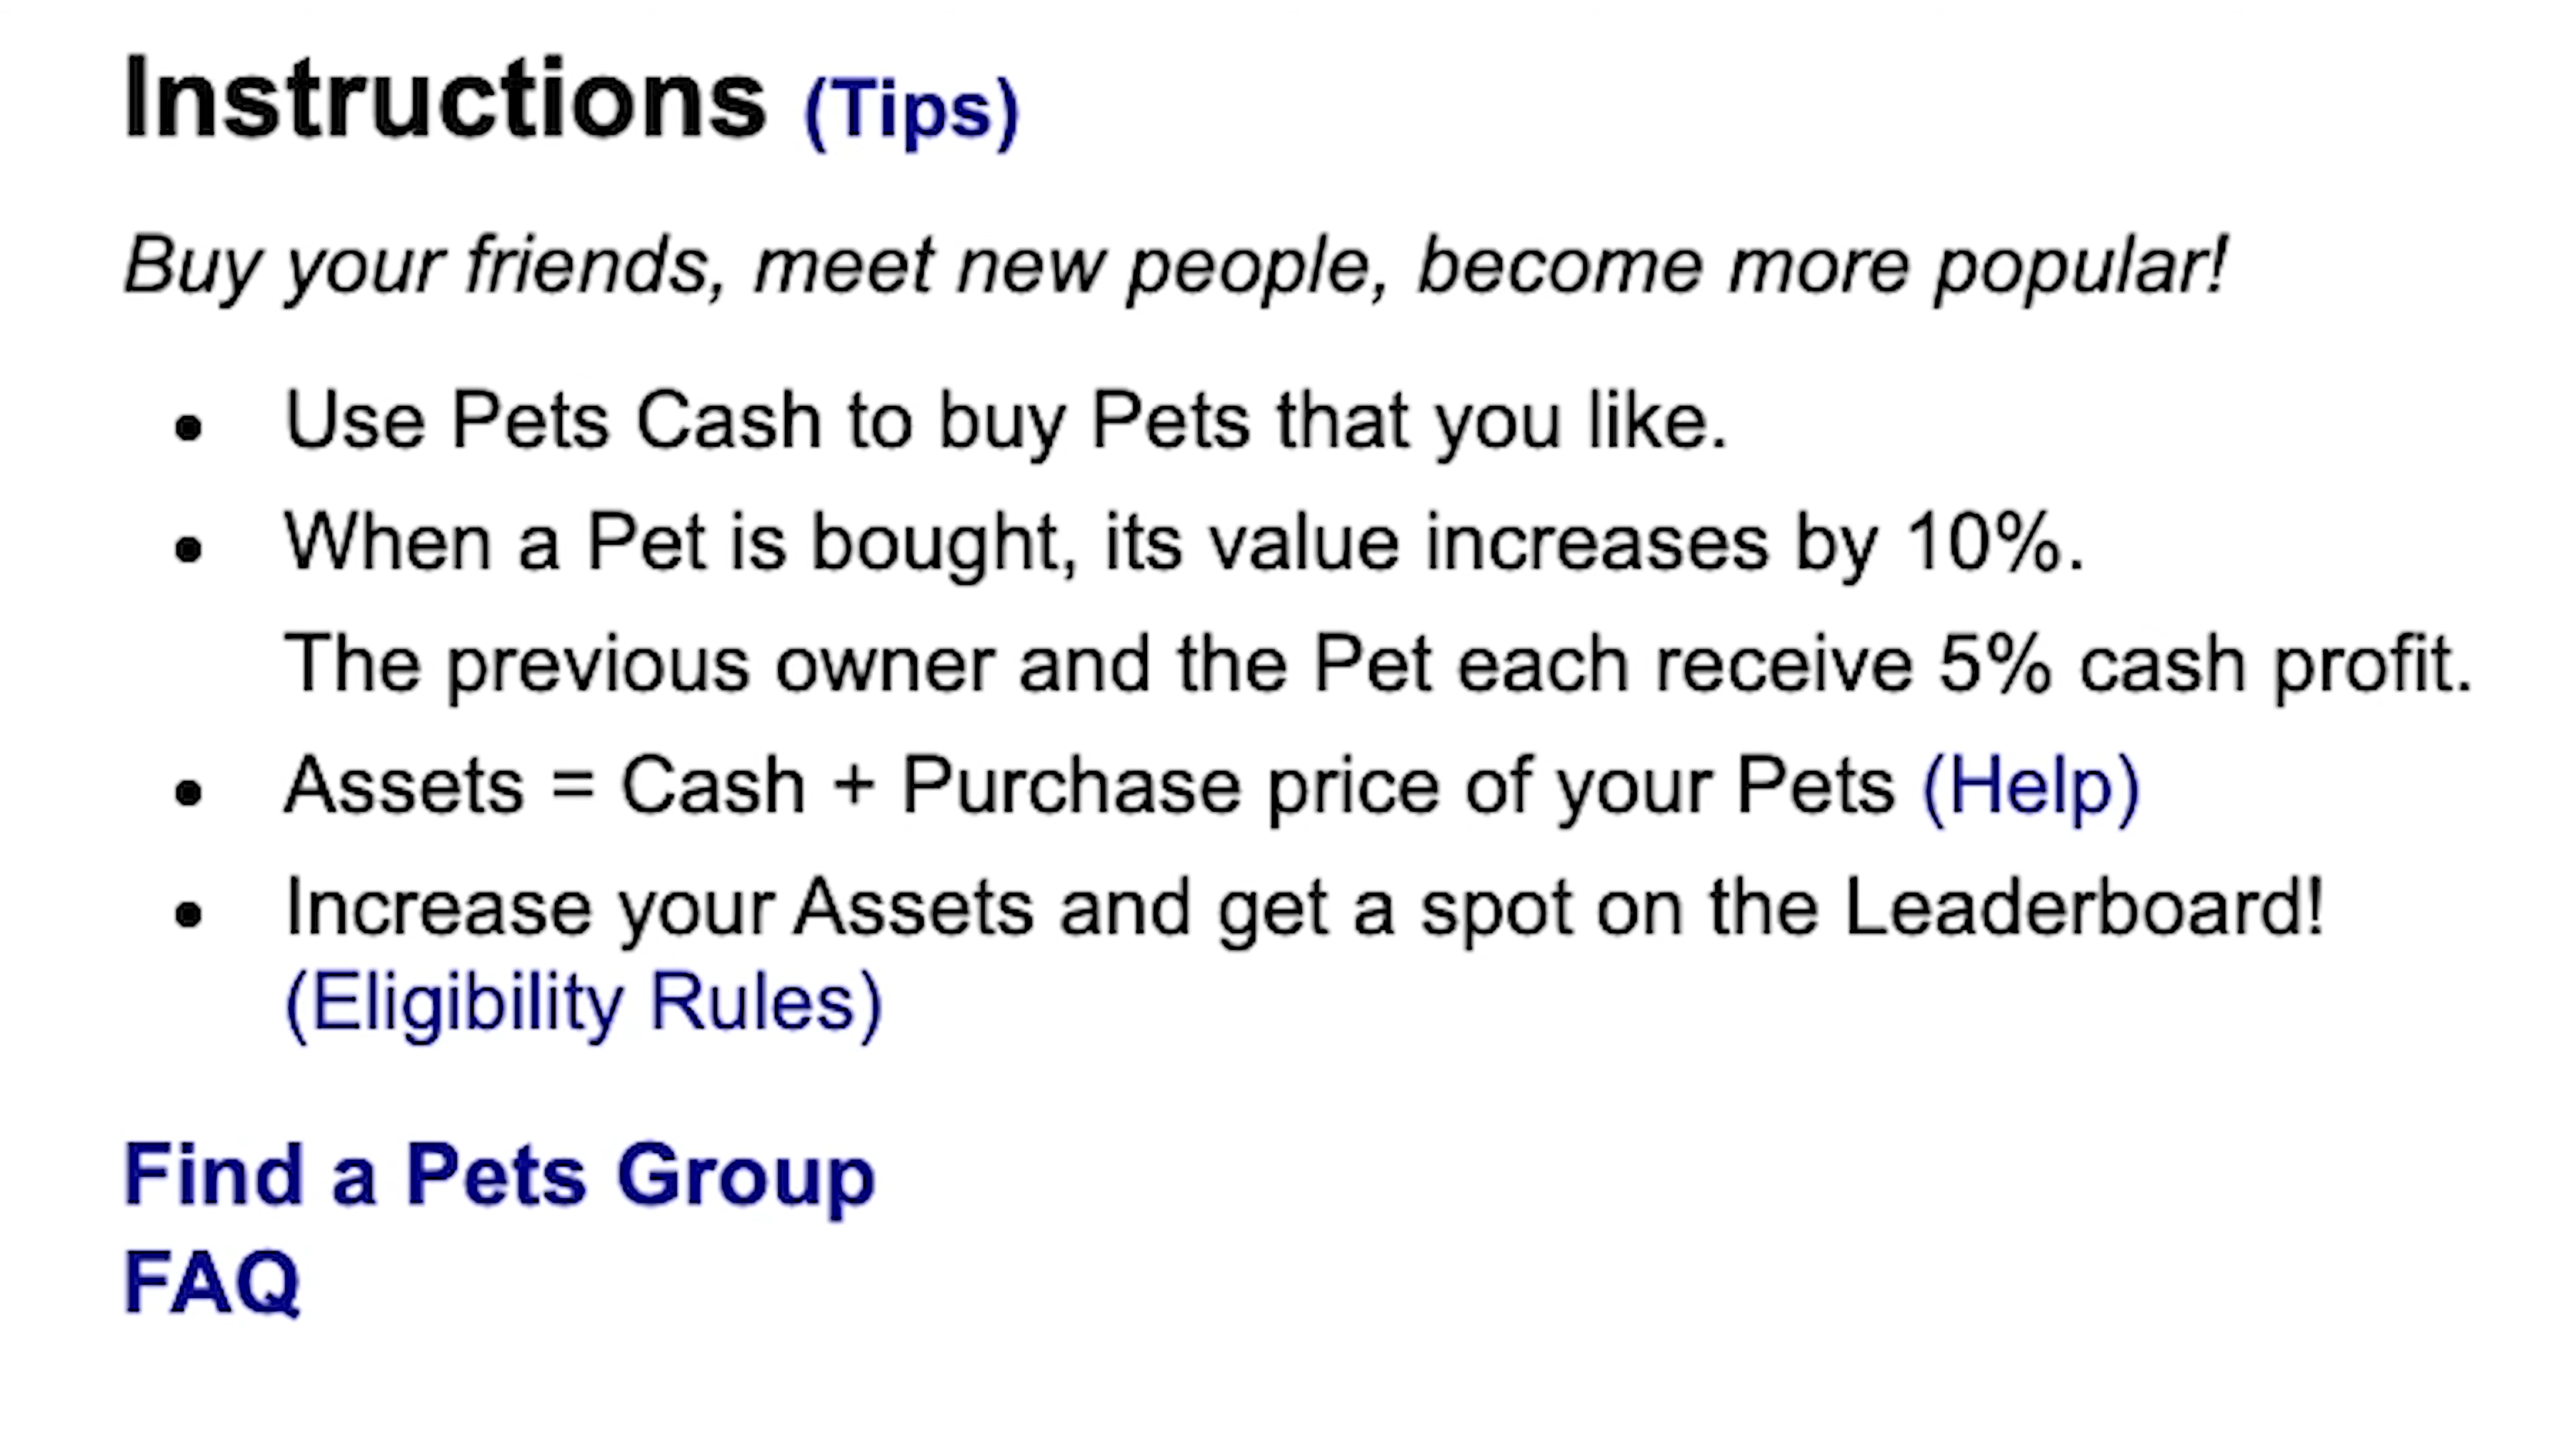 Instructions (Tips)
Buy your friends, meet new people, become more popular!
• Use Pets Cash to buy Pets that you like.
• When a Pet is bought, its value increases by 10%.
The previous owner and the Pet each receive 5% cash profit.
• Assets = Cash + Purchase price of your Pets (Help)
• Increase your Assets and get a spot on the Leaderboard!
(Eligibility Rules)
Find a Pets Group
FAQ